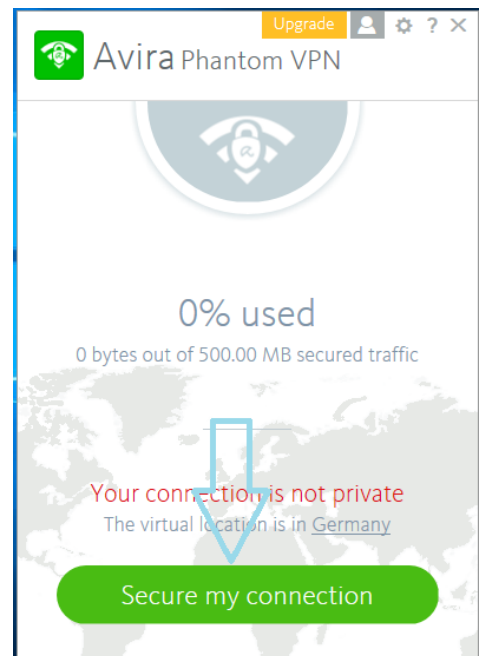 Upgrade ?
Avira Phantom VPN
0% used
0 bytes out of 500.00 MB secured traffic
Your connection is not private
The virtual location is in Germany
Secure my connection